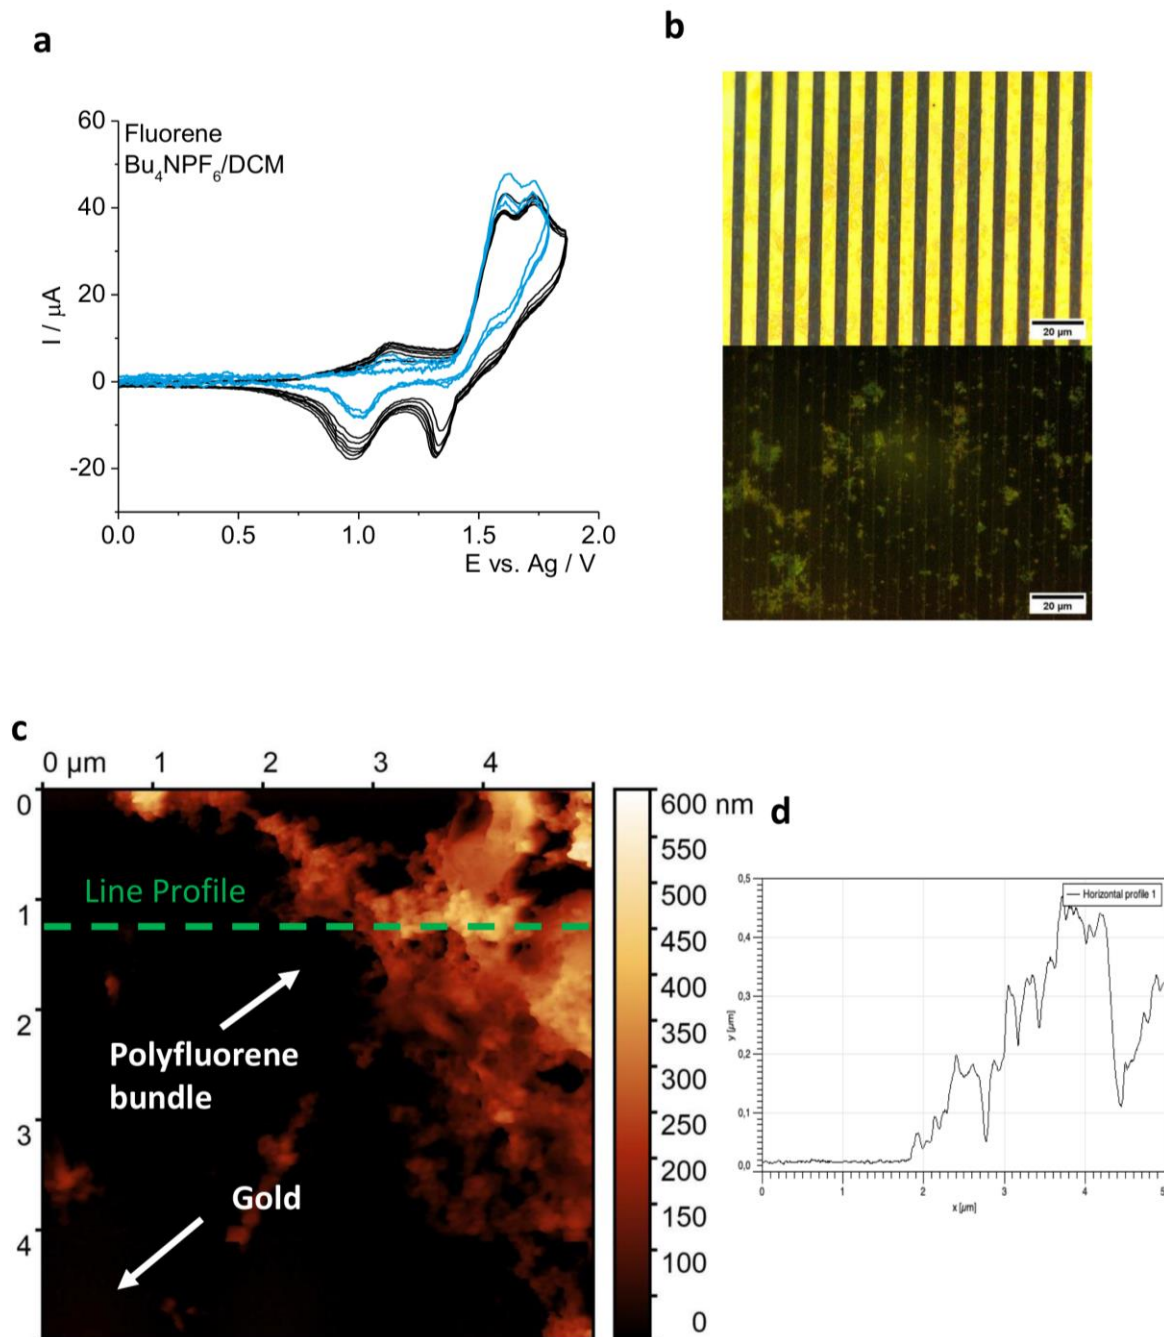 a
60
Fluorene
Bu₄NPF₆/DCM
40
20
0
-20
I / μA
0.0 0.5 1.0 1.5 2.0
E vs. Ag / V
b
20 μm
20 μm
c
0 μm 1 2 3 4
0
1
2
3
4
Line Profile
Polyfluorene
bundle
Gold
600 nm
550
500
450
400
350
300
250
200
150
100
0
d
0,5
0,4
0,3
0,2
0,1
0,0
y [μm]
Horizontal profile 1
0 1 2 3 4 5
x [μm]